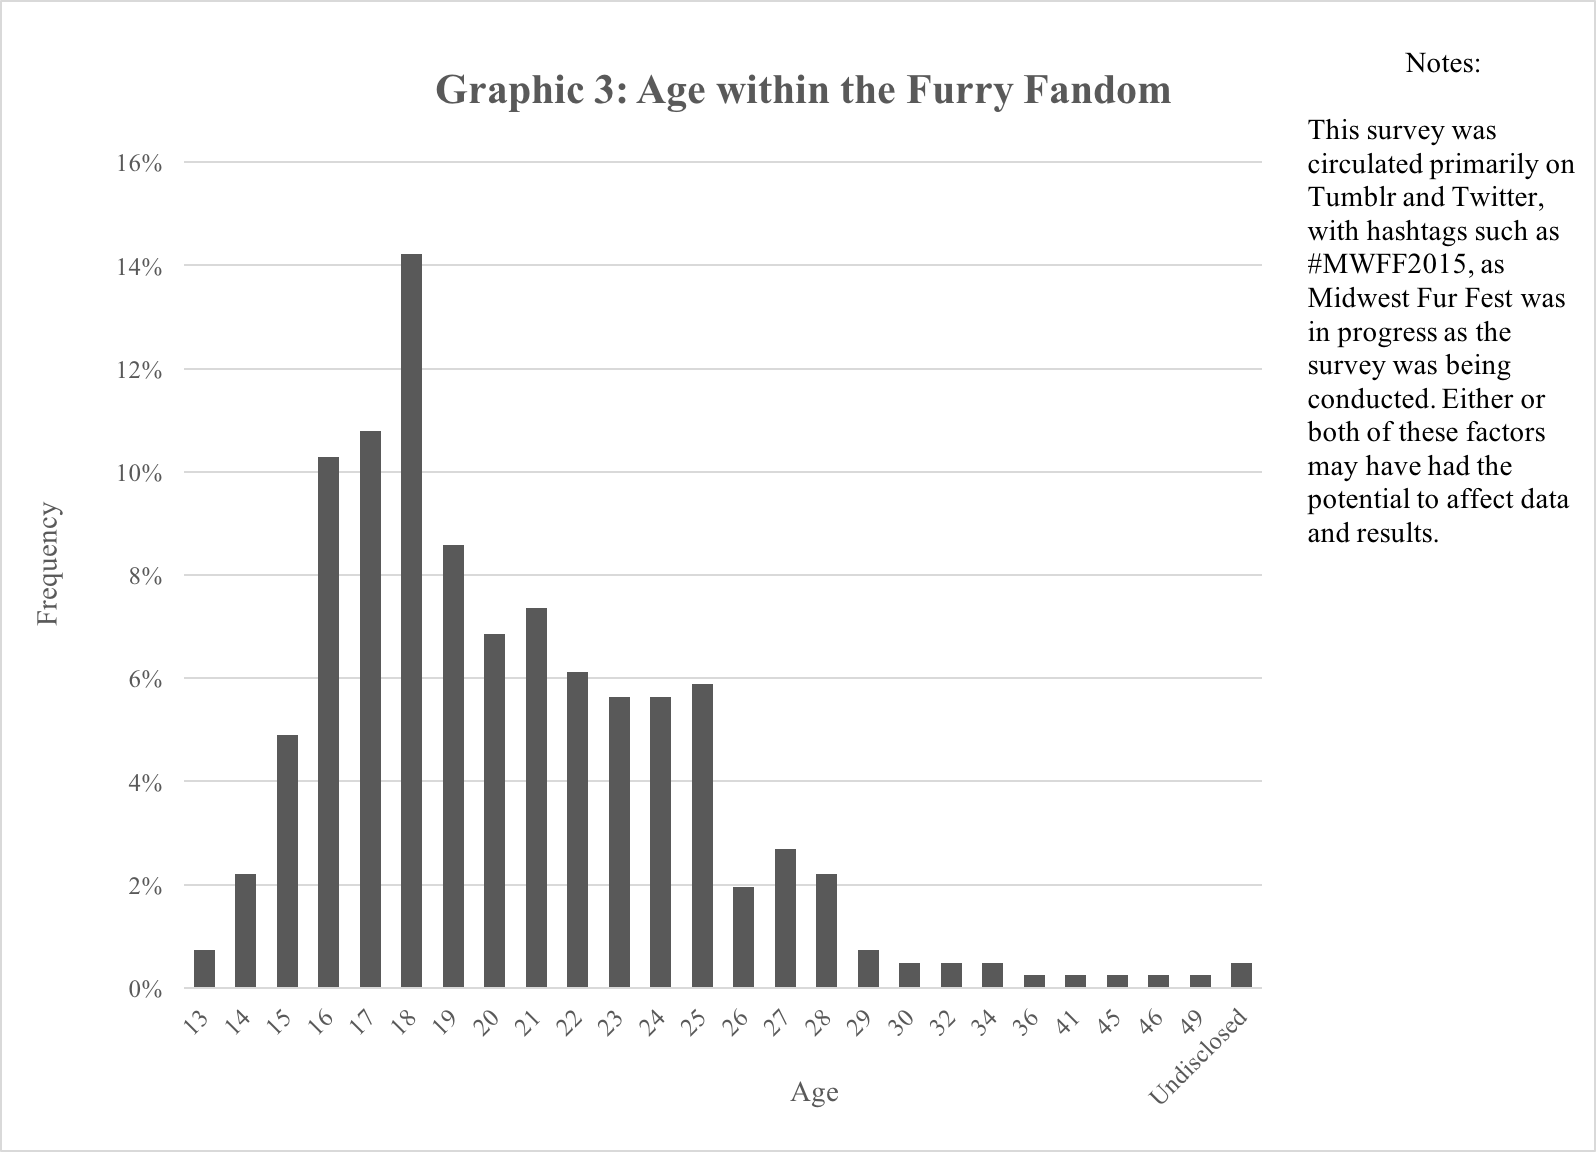 Graphic 3: Age within the Furry Fandom
Notes:
This survey was
circulated primarily on
Tumblr and Twitter,
with hashtags such as
#MWFF2015, as
Midwest Fur Fest was
in progress as the
survey was being
conducted. Either or
both of these factors
may have had the
potential to affect data
and results.
Frequency
16%
14%
12%
10%
8%
6%
4%
2%
0%
13
14
15
16
17
18
19
20
21
22
23
24
25
26
27
28
29
30
32
34
36
41
45
46
49
Undisclosed
Age